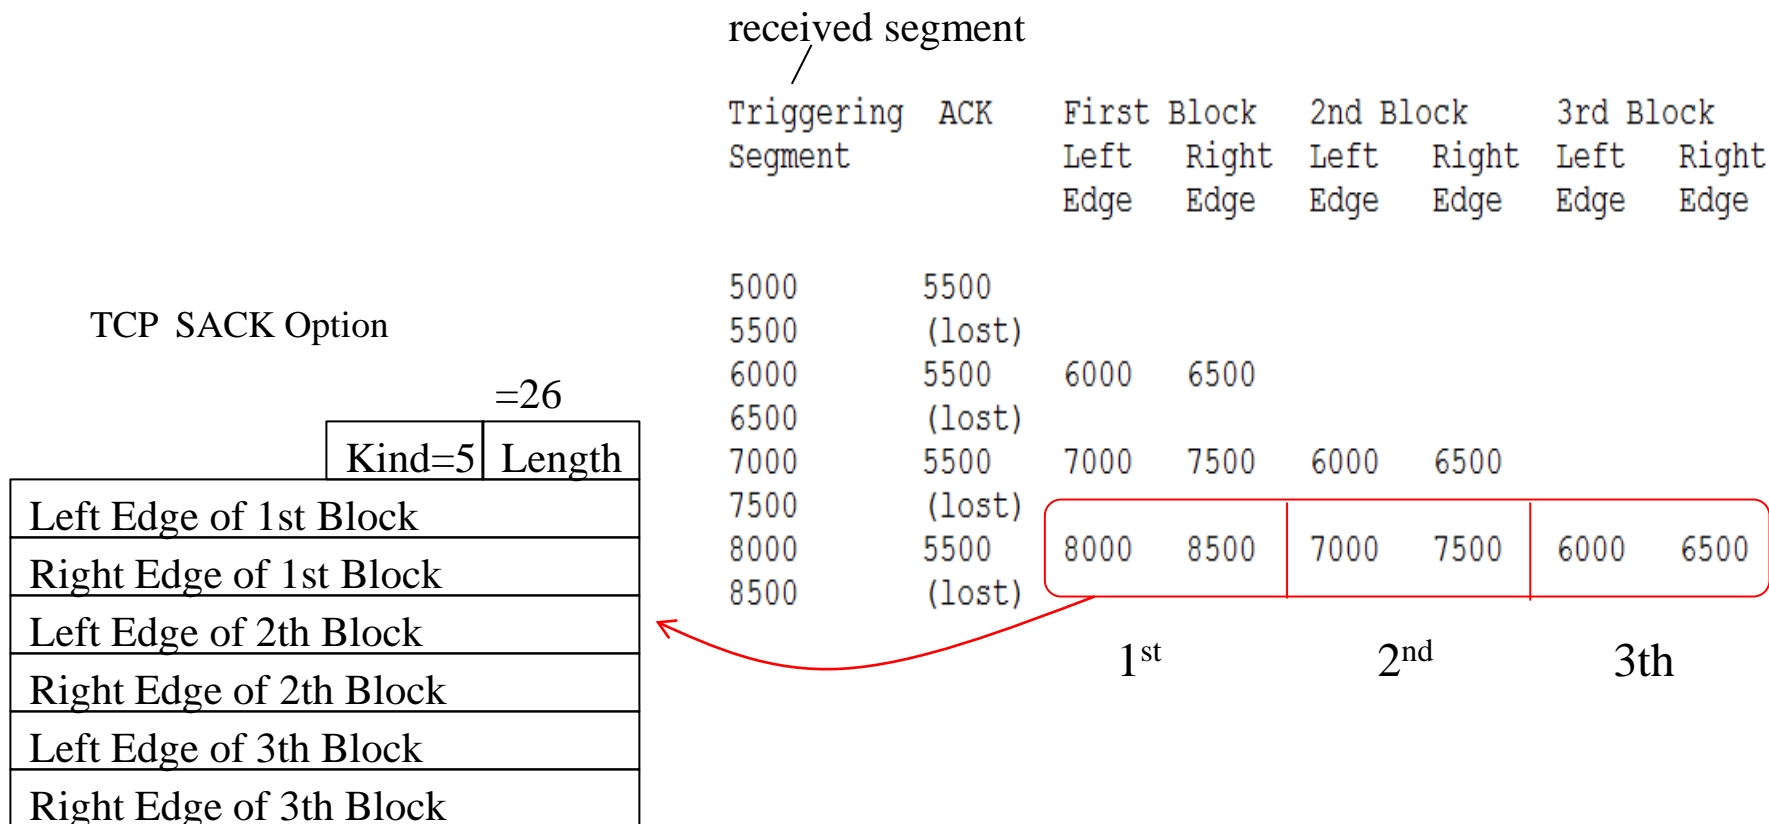 received segment
Triggering ACK First Block 2nd Block 3rd Block
Segment Left Right Left Right Left Right
Edge Edge Edge Edge Edge Edge
5000 5500
5500 (lost)
6000 5500 6000 6500
6500 (lost)
7000 5500 7000 7500 6000 6500
7500 (lost)
8000 5500 8000 8500 7000 7500 6000 6500
8500 (lost)
1st 2nd 3th
TCP SACK Option
=26
Kind=5 Length
Left Edge of 1st Block
Right Edge of 1st Block
Left Edge of 2th Block
Right Edge of 2th Block
Left Edge of 3th Block
Right Edge of 3th Block